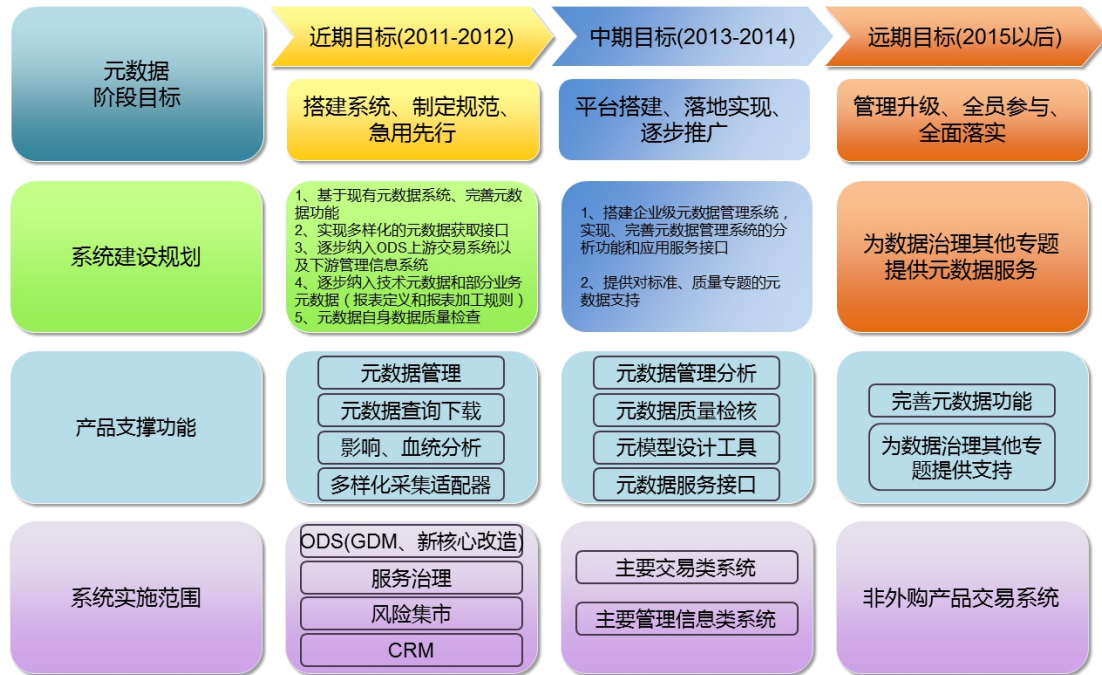 元数据
阶段目标
近期目标(2011-2012)
中期目标(2013-2014)
远期目标(2015以后)
搭建系统、制定规范、
急用先行
平台搭建、落地实现、
逐步推广
管理升级、全员参与、
全面落实
系统建设规划
1、基于现有元数据系统、完善元数
据功能
2、实现多样化的元数据获取接口
3、逐步纳入ODS上游交易系统以
及下游管理信息系统
4、逐步纳入技术元数据和部分业务
元数据（报表定义和报表加工规则）
5、元数据自身数据质量检查
1、搭建企业级元数据管理系统，
实现、完善元数据管理系统的分
析功能和应用服务接口
2、提供对标准、质量专题的元
数据支持
为数据治理其他专题
提供元数据服务
产品支撑功能
元数据管理
元数据查询下载
影响、血统分析
多样化采集适配器
元数据管理分析
元数据质量检核
元模型设计工具
元数据服务接口
完善元数据功能
为数据治理其他专
题提供支持
系统实施范围
ODS(GDM、新核心改造)
服务治理
风险集市
CRM
主要交易类系统
主要管理信息类系统
非外购产品交易系统